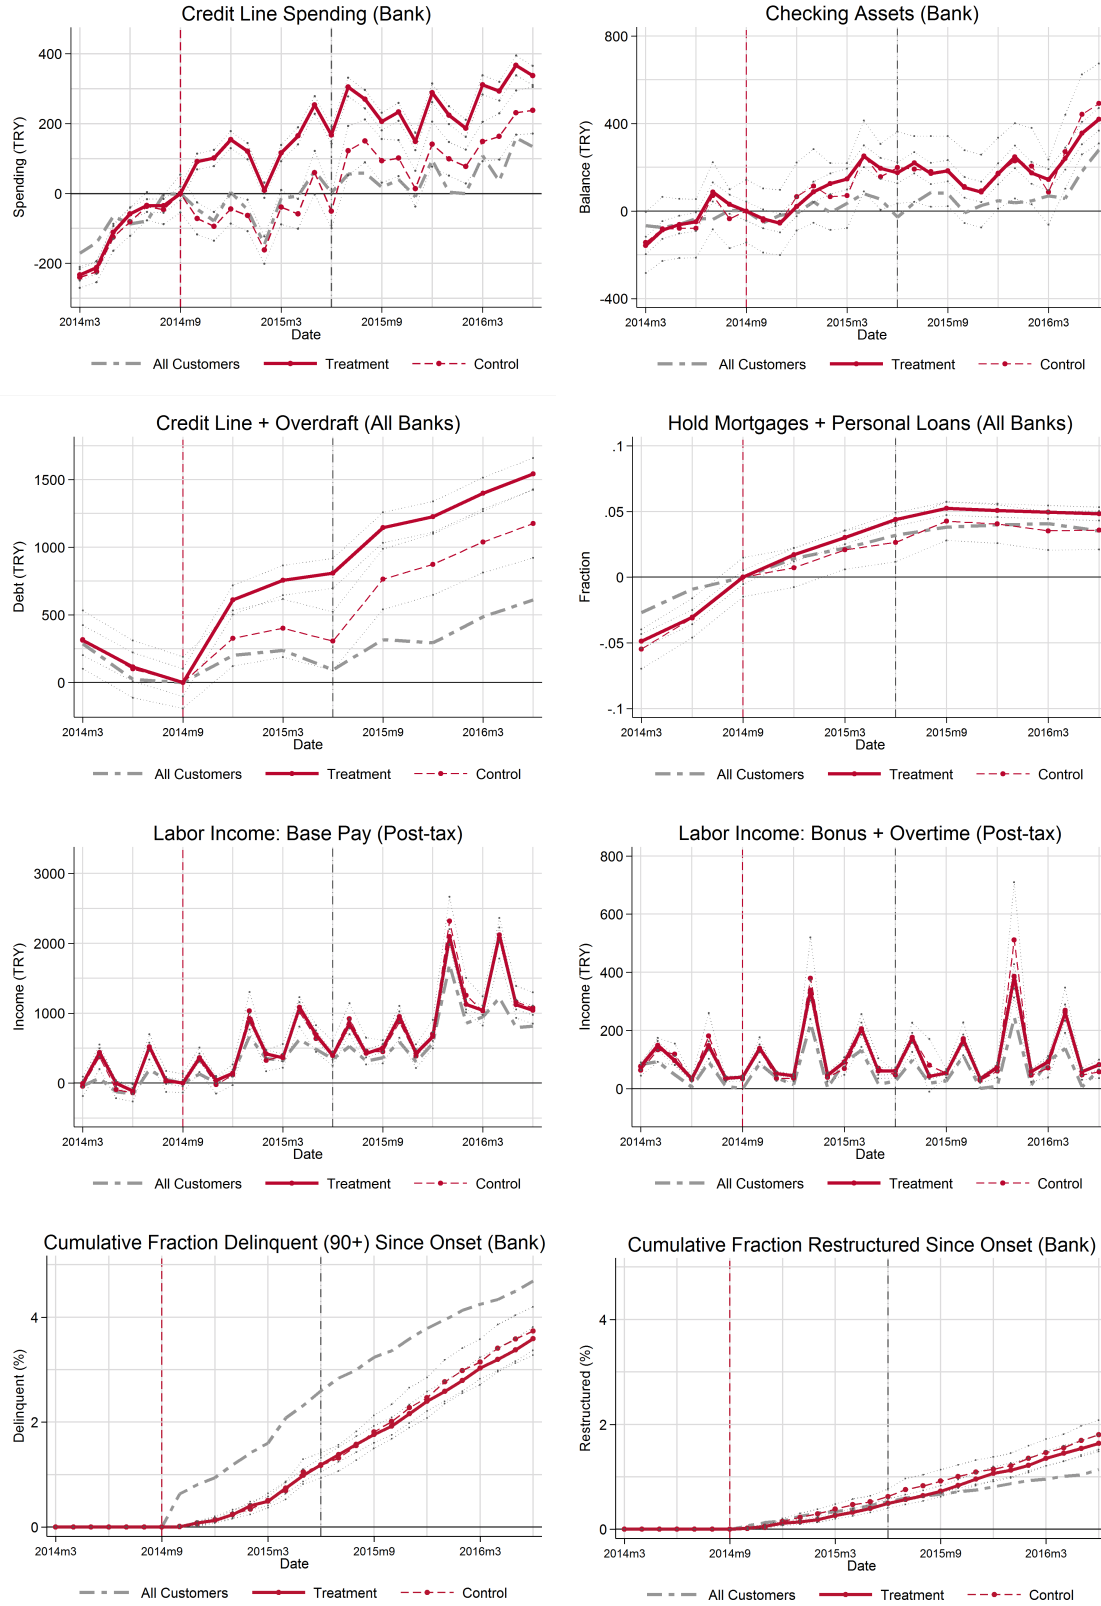 Credit Line Spending (Bank)
Spending (TRY)
400
200
0
-200
2014m3 2014m9 2015m3 2015m9 2016m3
Date
All Customers Treatment Control
Checking Assets (Bank)
Balance (TRY)
800
400
0
-400
2014m3 2014m9 2015m3 2015m9 2016m3
Date
All Customers Treatment Control
Credit Line + Overdraft (All Banks)
Debt (TRY)
1500
1000
500
0
2014m3 2014m9 2015m3 2015m9 2016m3
Date
All Customers Treatment Control
Hold Mortgages + Personal Loans (All Banks)
Fraction
.1
.05
0
-.05
-.1
2014m3 2014m9 2015m3 2015m9 2016m3
Date
All Customers Treatment Control
Labor Income: Base Pay (Post-tax)
Income (TRY)
3000
2000
1000
0
2014m3 2014m9 2015m3 2015m9 2016m3
Date
All Customers Treatment Control
Labor Income: Bonus + Overtime (Post-tax)
Income (TRY)
800
600
400
200
0
2014m3 2014m9 2015m3 2015m9 2016m3
Date
All Customers Treatment Control
Cumulative Fraction Delinquent (90+) Since Onset (Bank)
Delinquent (%)
4
2
0
2014m3 2014m9 2015m3 2015m9 2016m3
Date
All Customers Treatment Control
Cumulative Fraction Restructured Since Onset (Bank)
Restructured (%)
4
2
0
2014m3 2014m9 2015m3 2015m9 2016m3
Date
All Customers Treatment Control